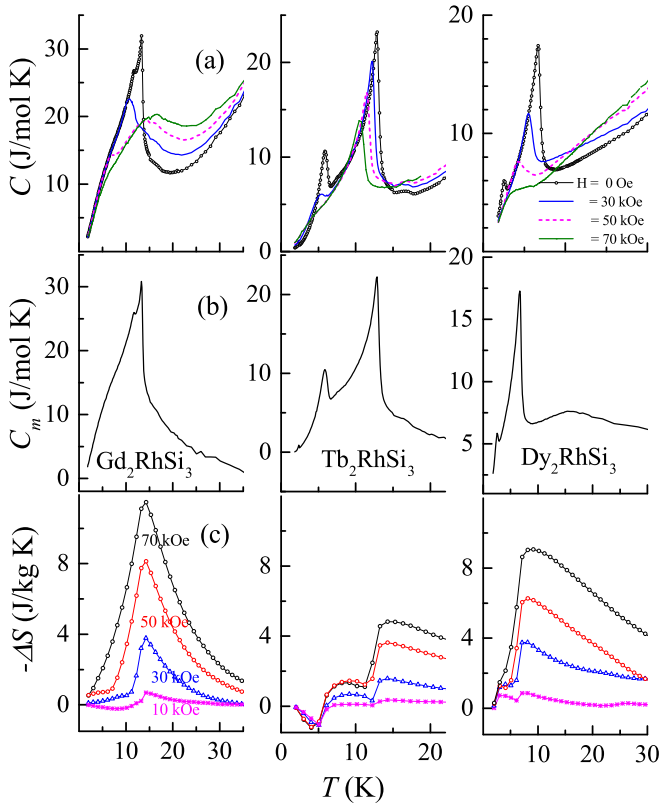 20
20
(a)
C (J/mol K)
30
20
10
10
0
15
10
5
H = 0 Oe
= 30 kOe
= 50 kOe
= 70 kOe
(b)
C_m (J/mol K)
30
20
10
0
Gd₂RhSi₃
20
10
0
Tb₂RhSi₃
15
10
5
Dy₂RhSi₃
(c)
-ΔS (J/kg K)
8
4
0
70 kOe
50 kOe
30 kOe
10 kOe
8
4
0
8
4
0
10 20 30
0 10 20
10 20 30
T (K)